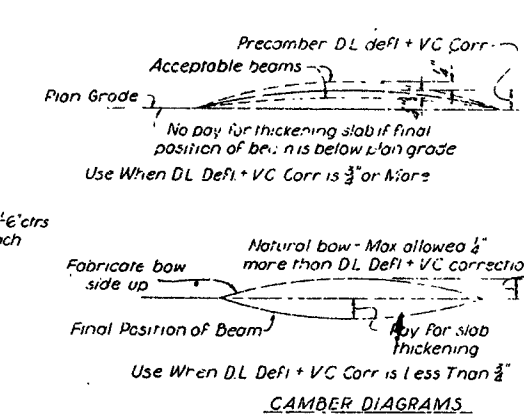 Precamber DL defl + VC Corr
Acceptable beams
Plan Grade
No pay for thickening slab if final
position of beam is below plan grade
Use When DL Defl + VC Corr is 3/4" or More
6" ctrs
Natural bow - Max allowed 1/4"
more than DL Defl + VC correctio
Fabricate bow
side up
Final Position of Beam
Pay for slab
thickening
Use When DL Defl + VC Corr is Less Than 3/4"
CAMBER DIAGRAMS